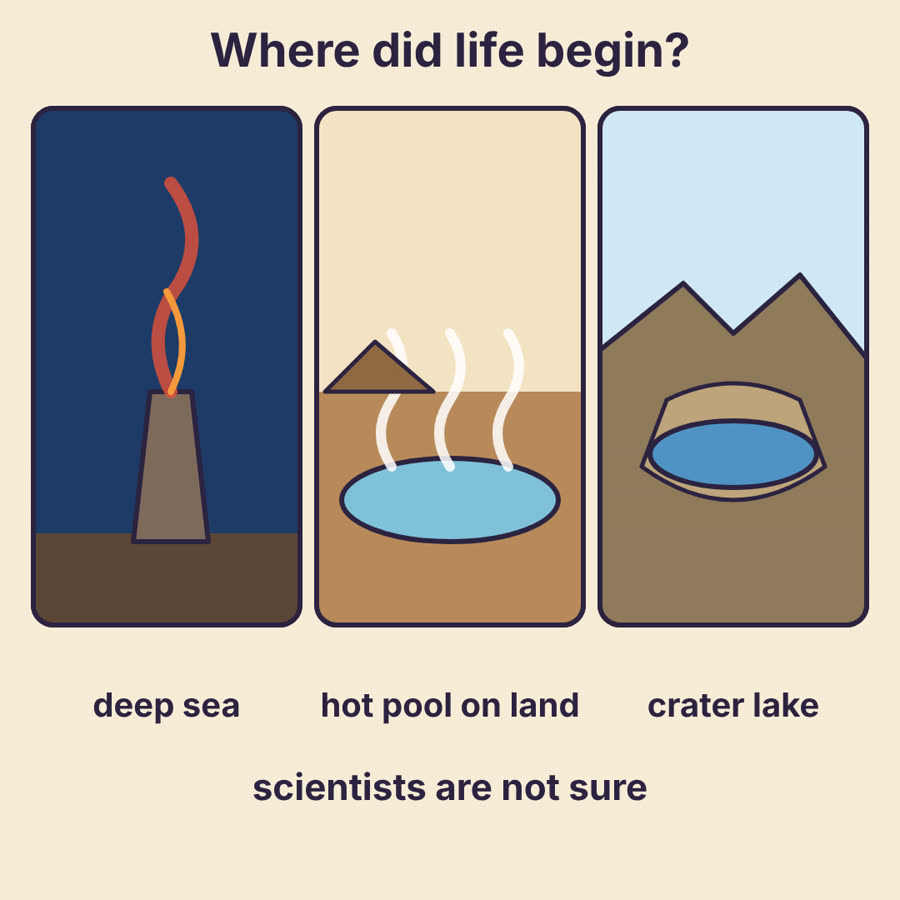 Where did life begin?
deep sea
hot pool on land
crater lake
scientists are not sure